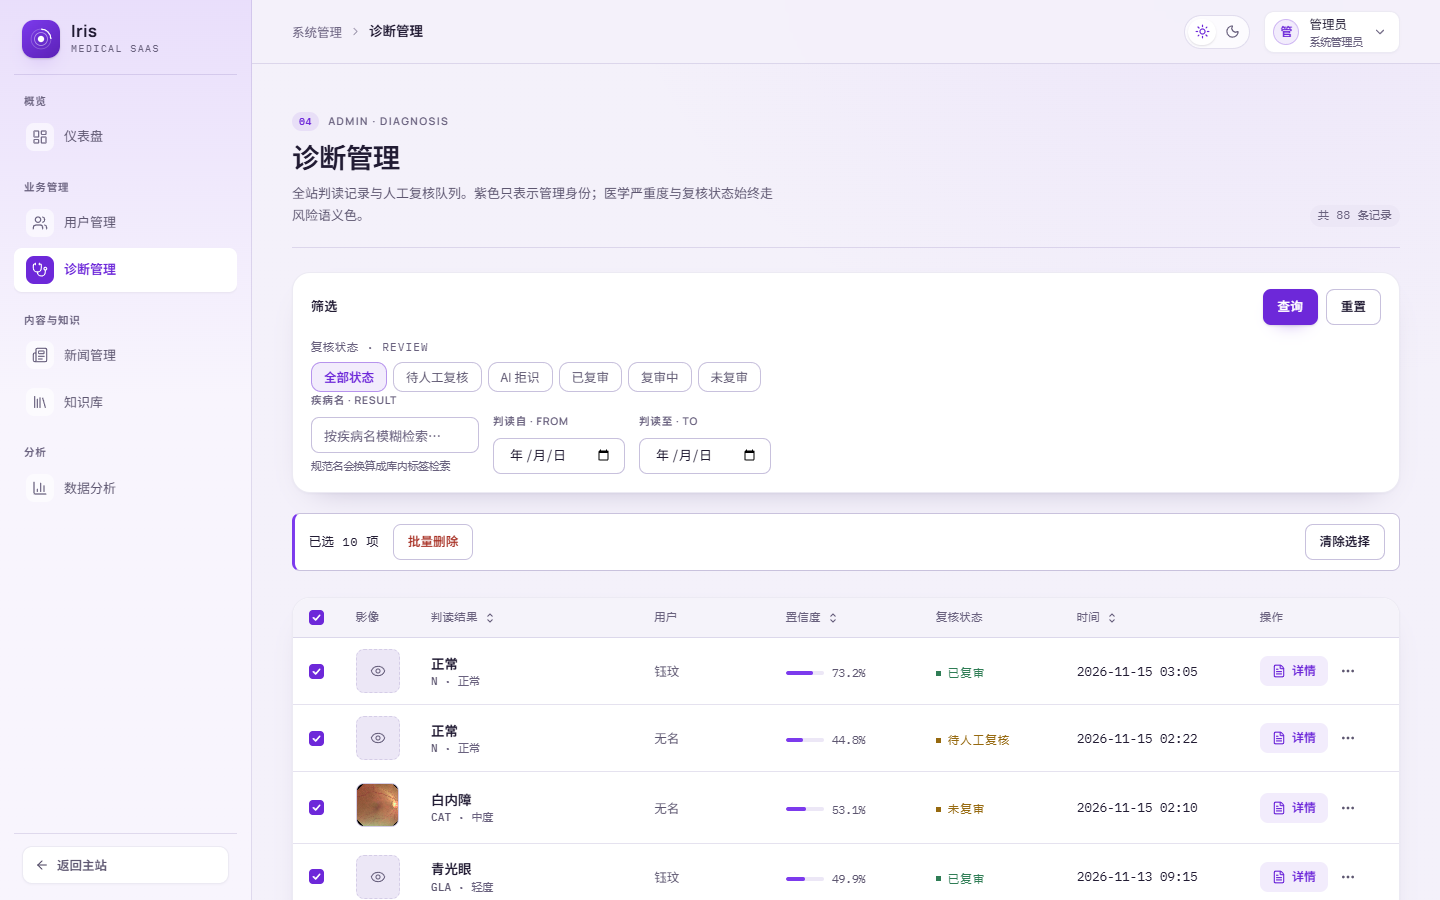 Iris
MEDICAL SAAS
概览
仪表盘
业务管理
用户管理
诊断管理
内容与知识
新闻管理
知识库
分析
数据分析
返回主站
系统管理 诊断管理
管 管理员
系统管理员
04 ADMIN · DIAGNOSIS
诊断管理
全站判读记录与人工复核队列。紫色只表示管理身份；医学严重度与复核状态始终走
风险语义色。
共 88 条记录
筛选
查询 重置
复核状态 · REVIEW
全部状态 待人工复核 AI 拒识 已复审 复审中 未复审
疾病名 · RESULT
按疾病名模糊检索…
规范名会换算成库内标签检索
判读自 · FROM
年 /月/日
判读至 · TO
年 /月/日
已选 10 项 批量删除 清除选择
影像 判读结果 用户 置信度 复核状态 时间 操作
正常
N · 正常
钰玟 73.2% 已复审 2026-11-15 03:05 详情 ···
正常
N · 正常
无名 44.8% 待人工复核 2026-11-15 02:22 详情 ···
白内障
CAT · 中度
无名 53.1% 未复审 2026-11-15 02:10 详情 ···
青光眼
GLA · 轻度
钰玟 49.9% 已复审 2026-11-13 09:15 详情 ···